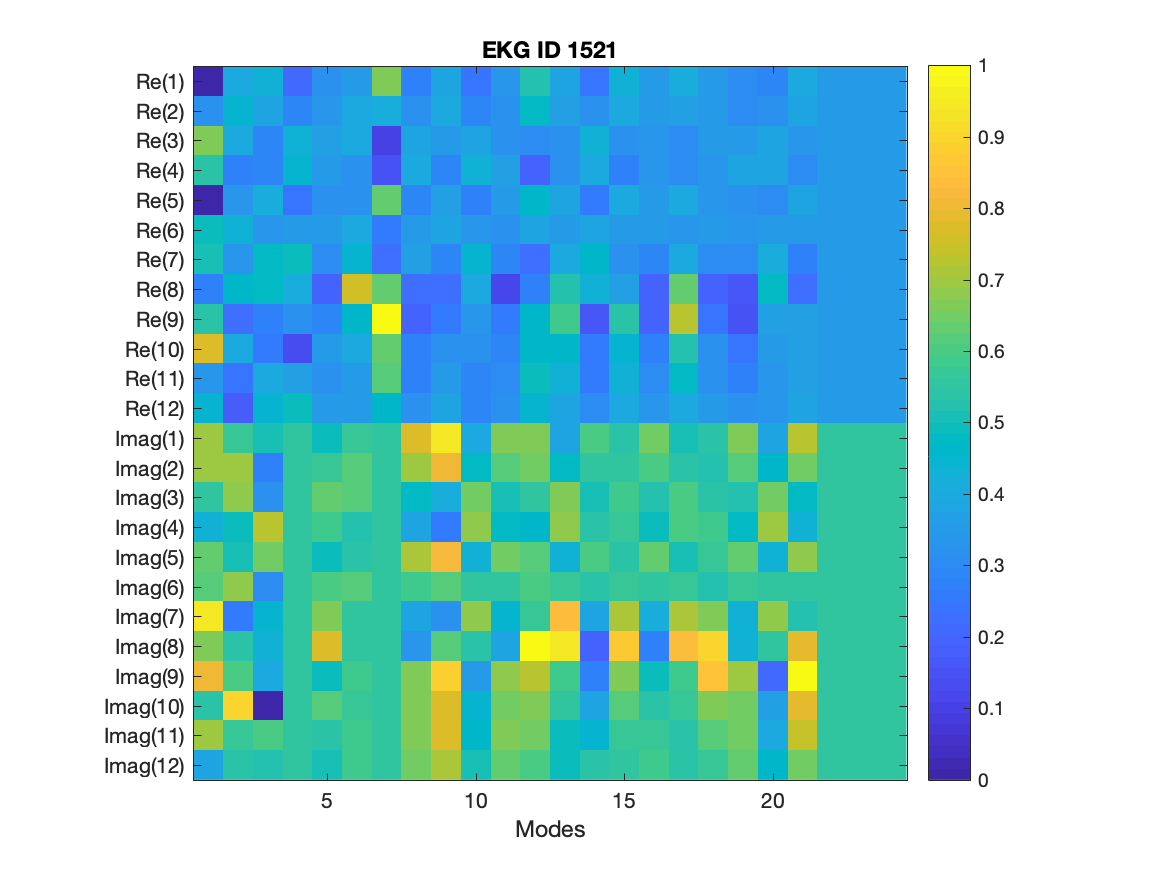 EKG ID 1521
Re(1)
Re(2)
Re(3)
Re(4)
Re(5)
Re(6)
Re(7)
Re(8)
Re(9)
Re(10)
Re(11)
Re(12)
Imag(1)
Imag(2)
Imag(3)
Imag(4)
Imag(5)
Imag(6)
Imag(7)
Imag(8)
Imag(9)
Imag(10)
Imag(11)
Imag(12)
5 10 15 20
Modes
1
0.9
0.8
0.7
0.6
0.5
0.4
0.3
0.2
0.1
0